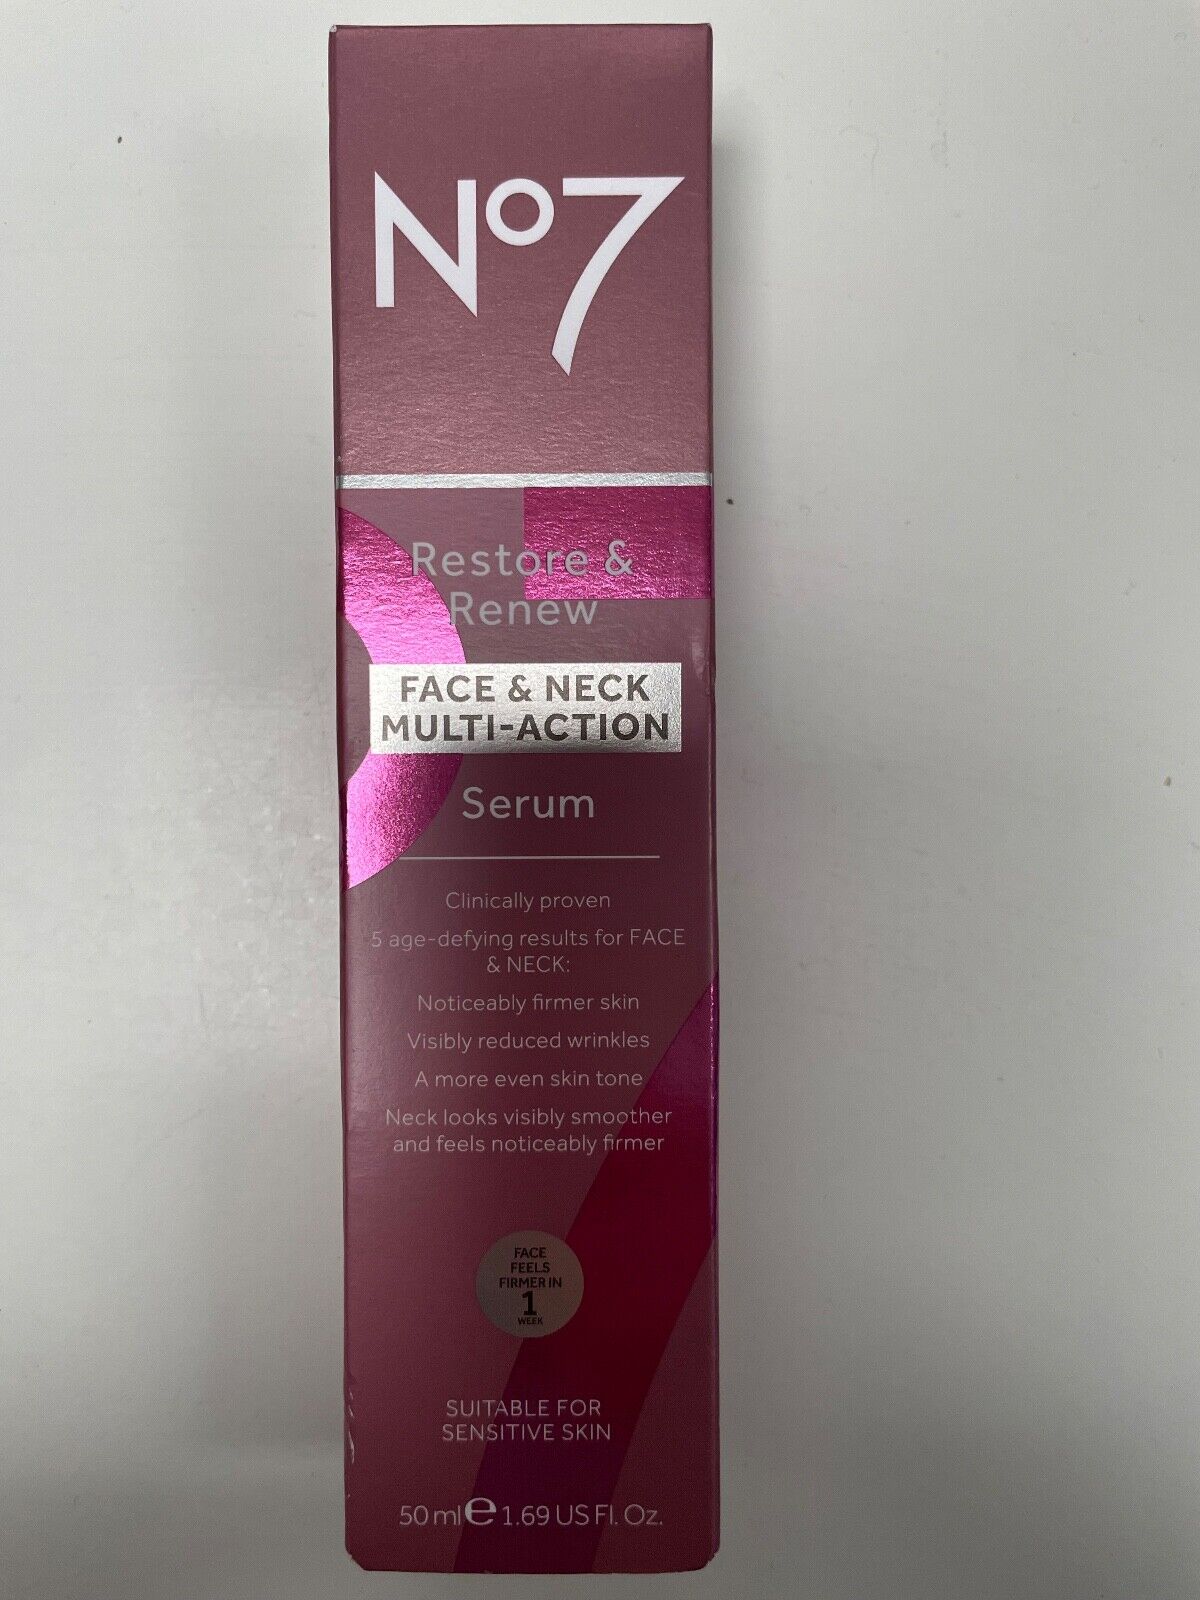 Nº7
Restore &
Renew
FACE & NECK
MULTI-ACTION
Serum
Clinically proven
5 age-defying results for FACE
& NECK:
Noticeably firmer skin
Visibly reduced wrinkles
A more even skin tone
Neck looks visibly smoother
and feels noticeably firmer
FACE
FEELS
FIRMER IN
1
WEEK
SUITABLE FOR
SENSITIVE SKIN
50 ml ℮ 1.69 US Fl. Oz.